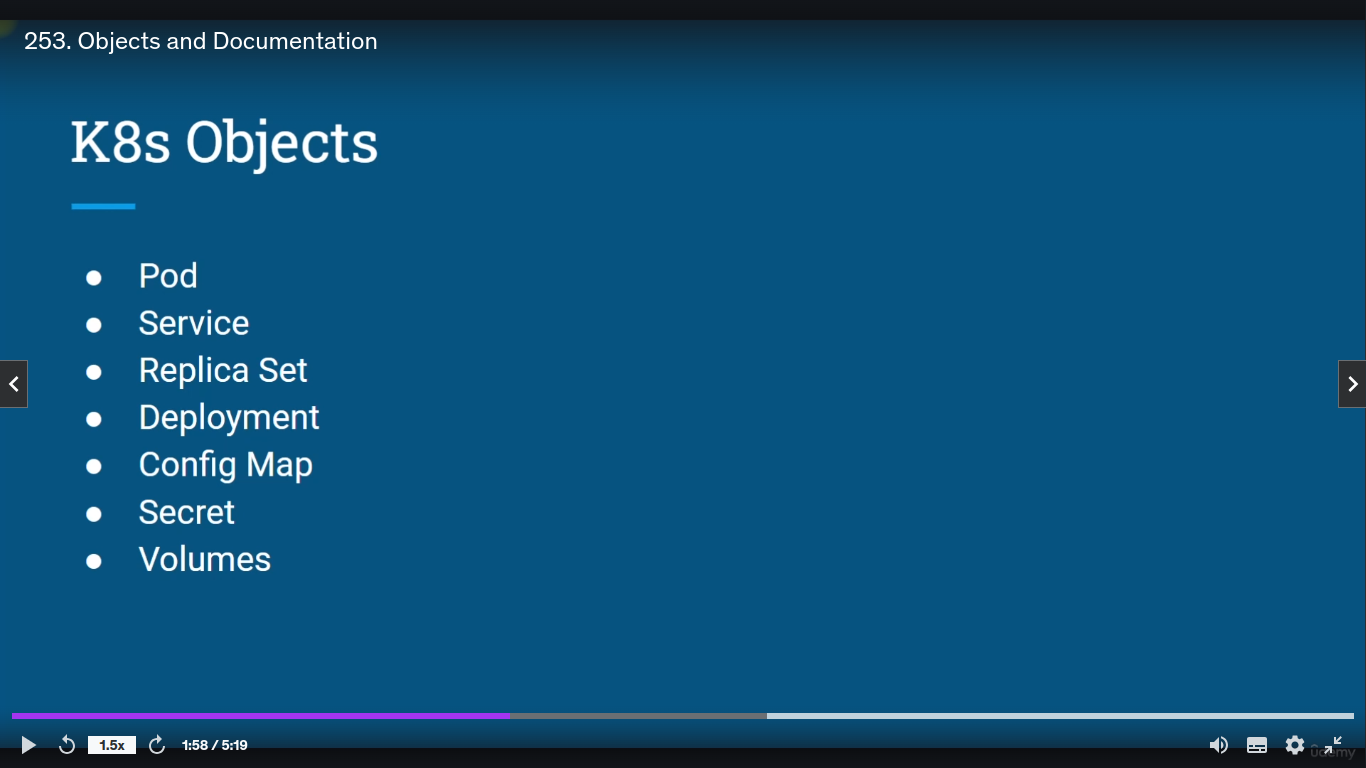 253. Objects and Documentation
K8s Objects
● Pod
● Service
● Replica Set
● Deployment
● Config Map
● Secret
● Volumes
1.5x 1:58 / 5:19
ûdemy